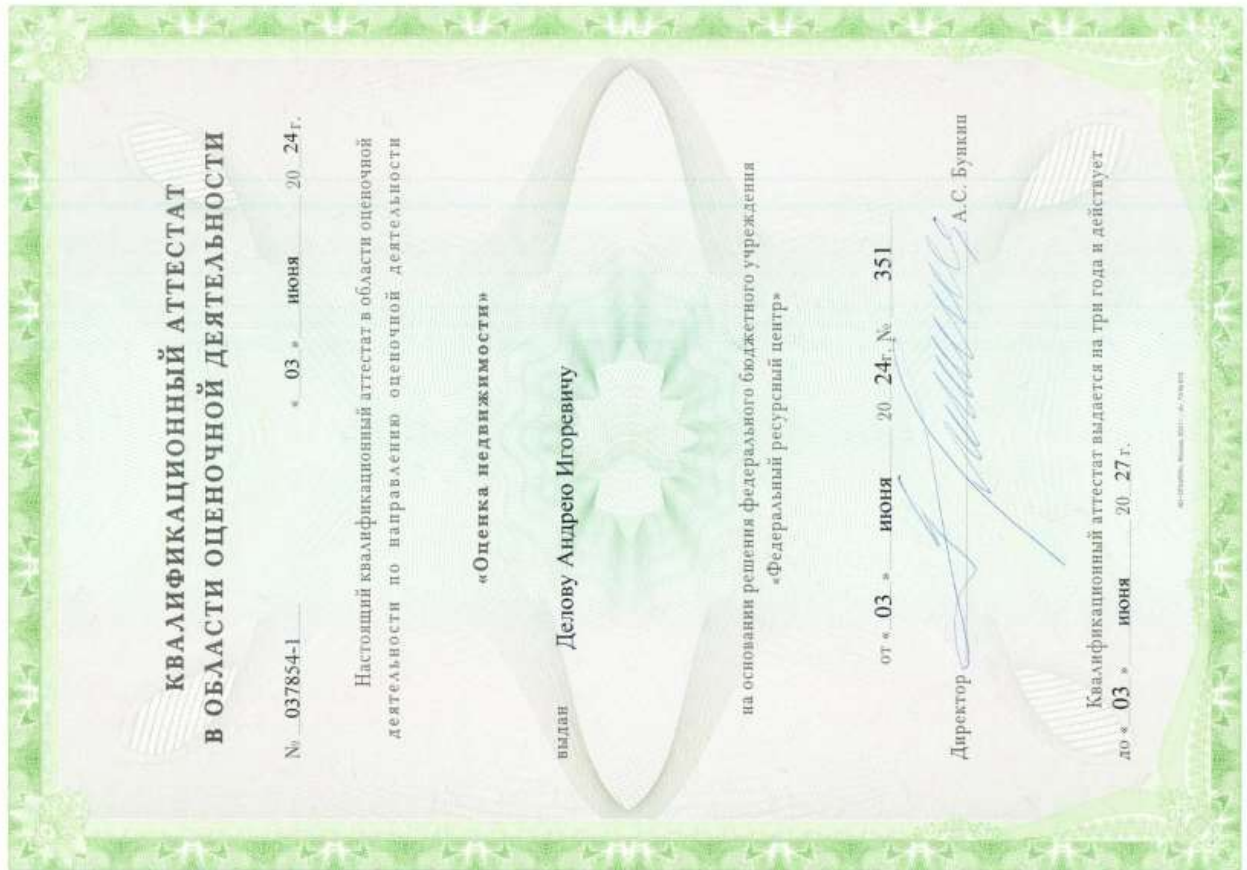 КВАЛИФИКАЦИОННЫЙ АТТЕСТАТ
В ОБЛАСТИ ОЦЕНОЧНОЙ ДЕЯТЕЛЬНОСТИ
№ 037854-1 « 03 » июня 20 24 г.
Настоящий квалификационный аттестат в области оценочной
деятельности по направлению оценочной деятельности
«Оценка недвижимости»
выдан Делову Андрею Игоревичу
на основании решения федерального бюджетного учреждения
«Федеральный ресурсный центр»
от « 03 » июня 20 24г. № 351
Директор А.С. Бункин
Квалификационный аттестат выдается на три года и действует
до « 03 » июня 20 27 г.